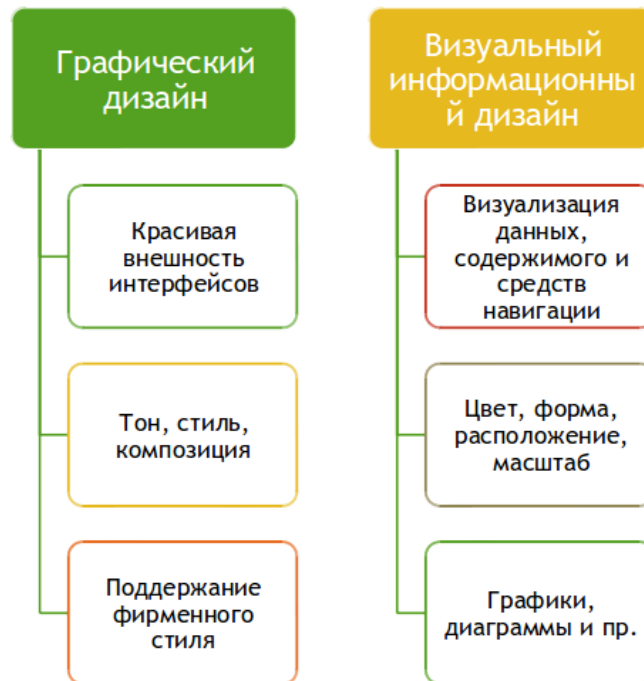 Графический
дизайн
Красивая
внешность
интерфейсов
Тон, стиль,
композиция
Поддержание
фирменного
стиля
Визуальный
информационны
й дизайн
Визуализация
данных,
содержимого и
средств
навигации
Цвет, форма,
расположение,
масштаб
Графики,
диаграммы и пр.